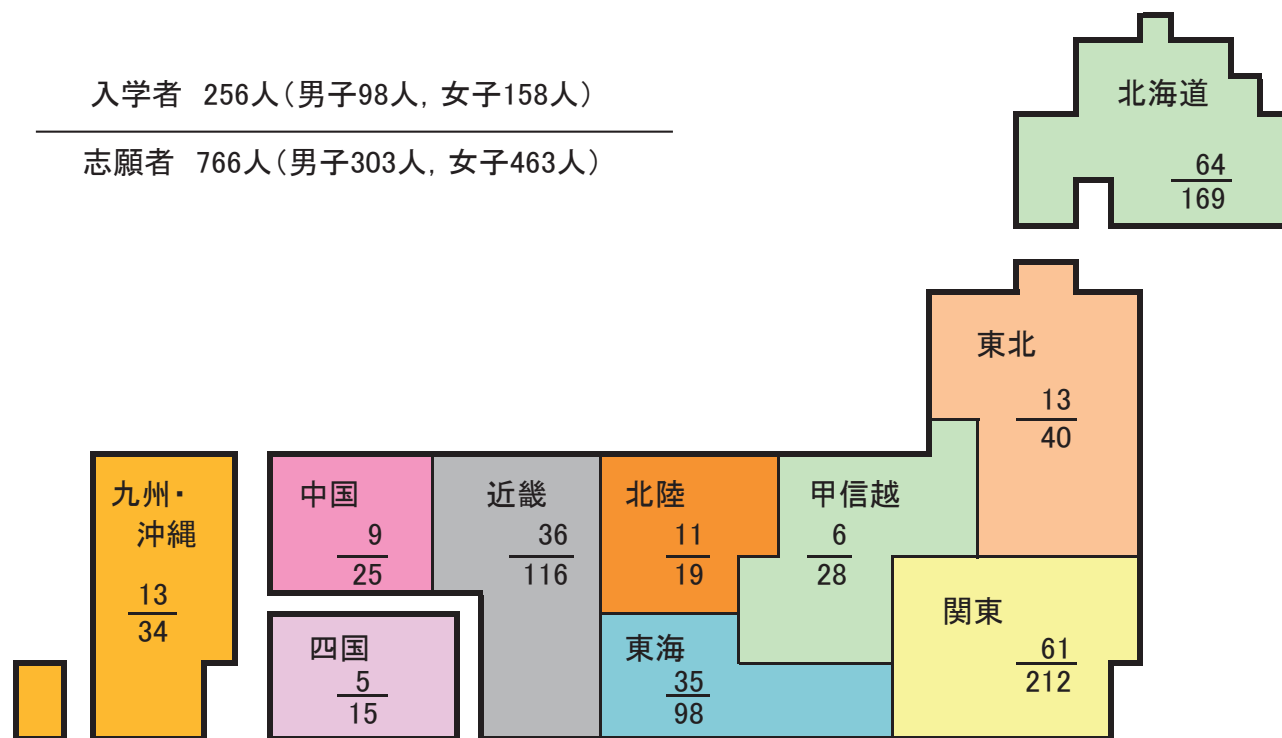 入学者 256人(男子98人, 女子158人)
志願者 766人(男子303人, 女子463人)
北海道
64
169
東北
13
40
九州・
沖縄
13
34
中国
9
25
近畿
36
116
北陸
11
19
甲信越
6
28
関東
61
212
四国
5
15
東海
35
98